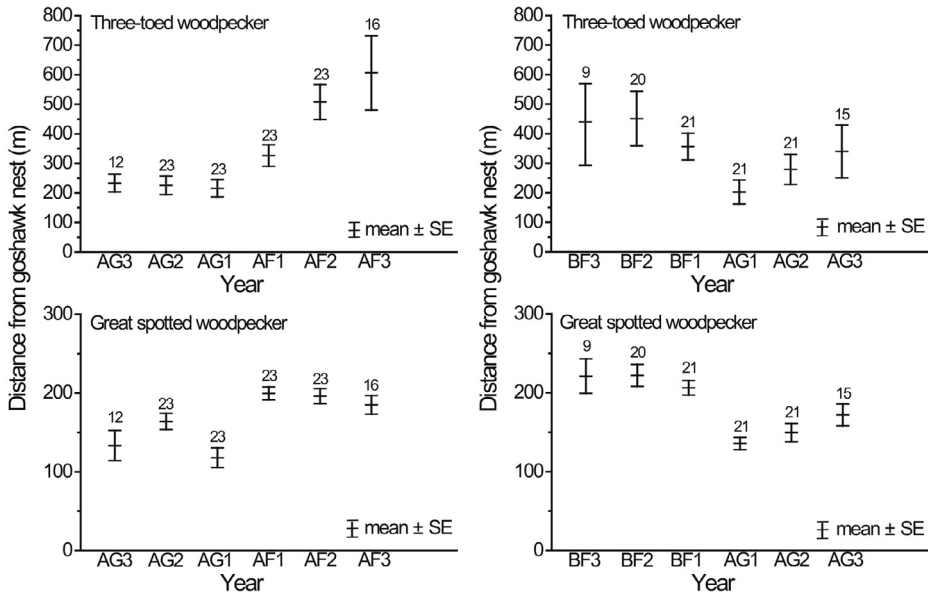 Distance from goshawk nest (m)
Three-toed woodpecker
800
700
600
500
400
300
200
100
0
12
23
23
23
23
16
mean ± SE
AG3 AG2 AG1 AF1 AF2 AF3
Year
Great spotted woodpecker
300
200
100
0
12
23
23
23
23
16
mean ± SE
AG3 AG2 AG1 AF1 AF2 AF3
Year
Distance from goshawk nest (m)
Three-toed woodpecker
800
700
600
500
400
300
200
100
0
9
20
21
21
21
15
mean ± SE
BF3 BF2 BF1 AG1 AG2 AG3
Year
Great spotted woodpecker
300
200
100
0
9
20
21
21
21
15
mean ± SE
BF3 BF2 BF1 AG1 AG2 AG3
Year